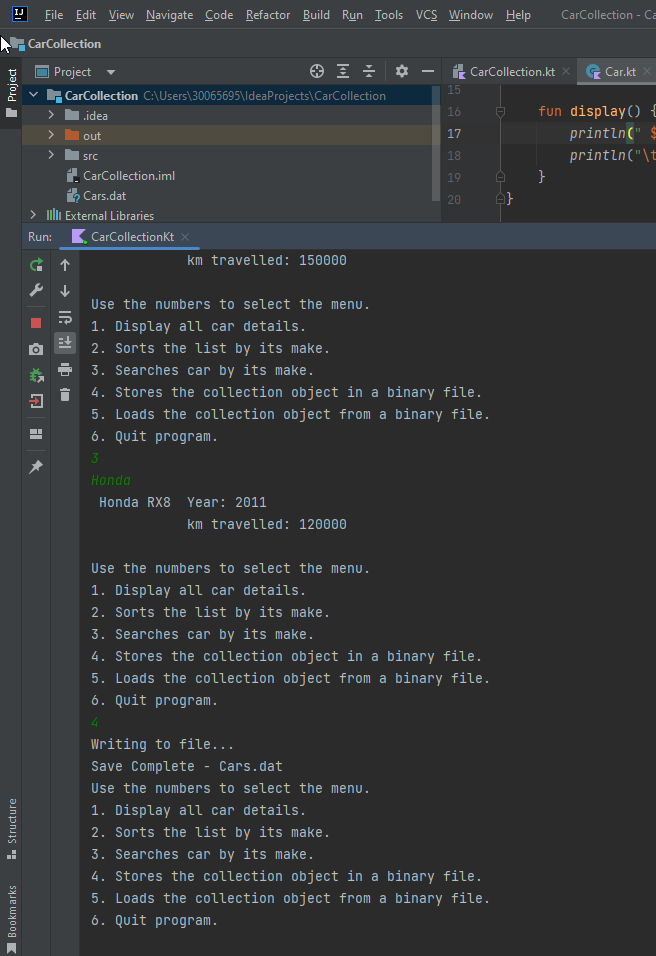 IJ File Edit View Navigate Code Refactor Build Run Tools VCS Window Help CarCollection - Ca
CarCollection
Project
Project
CarCollection.kt
Car.kt
CarCollection C:\Users\30065695\IdeaProjects\CarCollection
.idea
out
src
CarCollection.iml
Cars.dat
External Libraries
15
16 fun display() {
17 println(" $
18 println("\t
19 }
20 }
Run: CarCollectionKt
km travelled: 150000
Use the numbers to select the menu.
1. Display all car details.
2. Sorts the list by its make.
3. Searches car by its make.
4. Stores the collection object in a binary file.
5. Loads the collection object from a binary file.
6. Quit program.
3
Honda
Honda RX8 Year: 2011
km travelled: 120000
Use the numbers to select the menu.
1. Display all car details.
2. Sorts the list by its make.
3. Searches car by its make.
4. Stores the collection object in a binary file.
5. Loads the collection object from a binary file.
6. Quit program.
4
Writing to file...
Save Complete - Cars.dat
Use the numbers to select the menu.
1. Display all car details.
2. Sorts the list by its make.
3. Searches car by its make.
4. Stores the collection object in a binary file.
5. Loads the collection object from a binary file.
6. Quit program.
Structure
Bookmarks